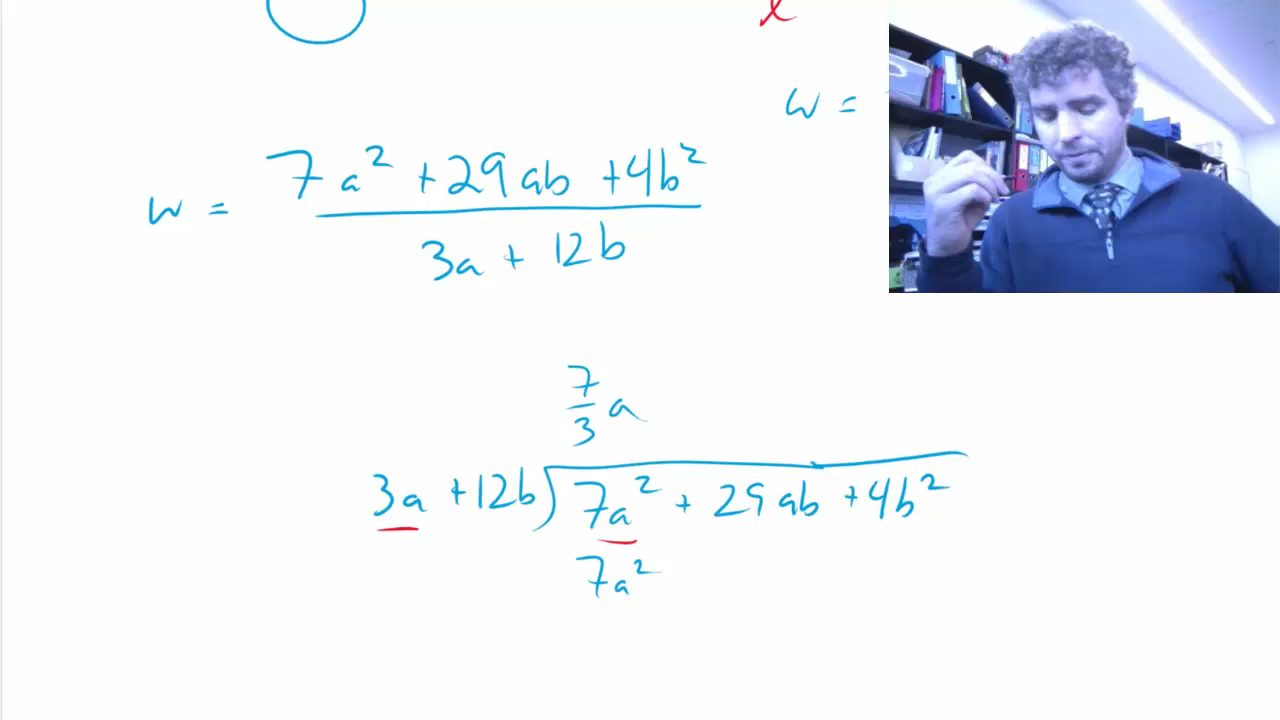 l
w =
w = (7a² + 29ab + 4b²) / (3a + 12b)
7/3 a
3a + 12b ) 7a² + 29ab + 4b²
7a²